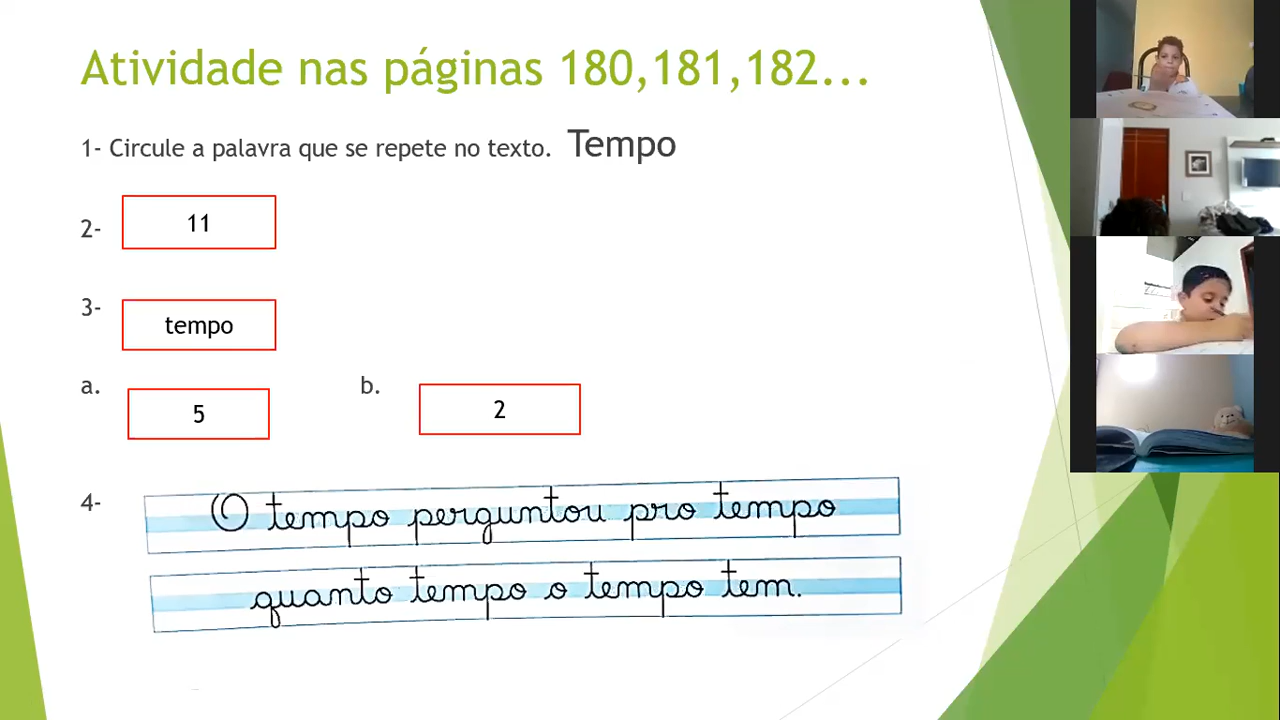 Atividade nas páginas 180,181,182...
1- Circule a palavra que se repete no texto. Tempo
2- 11
3- tempo
a. 5 b. 2
4- O tempo perguntou pro tempo
quanto tempo o tempo tem.